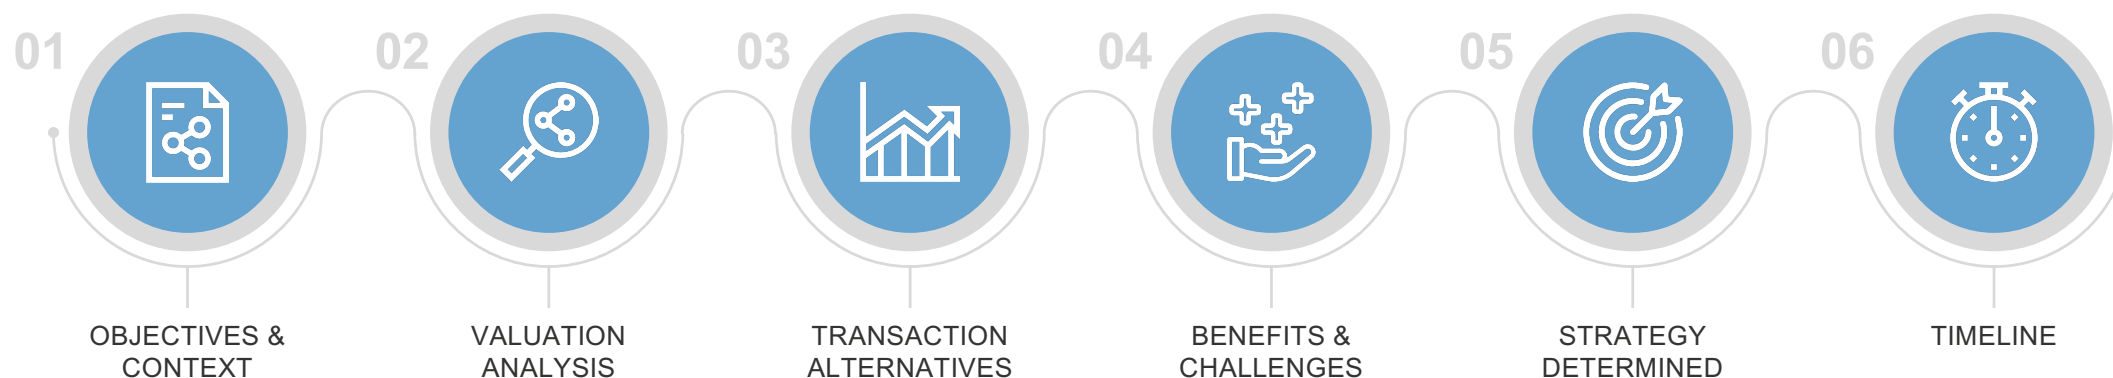 01
OBJECTIVES &
CONTEXT
02
VALUATION
ANALYSIS
03
TRANSACTION
ALTERNATIVES
04
BENEFITS &
CHALLENGES
05
STRATEGY
DETERMINED
06
TIMELINE